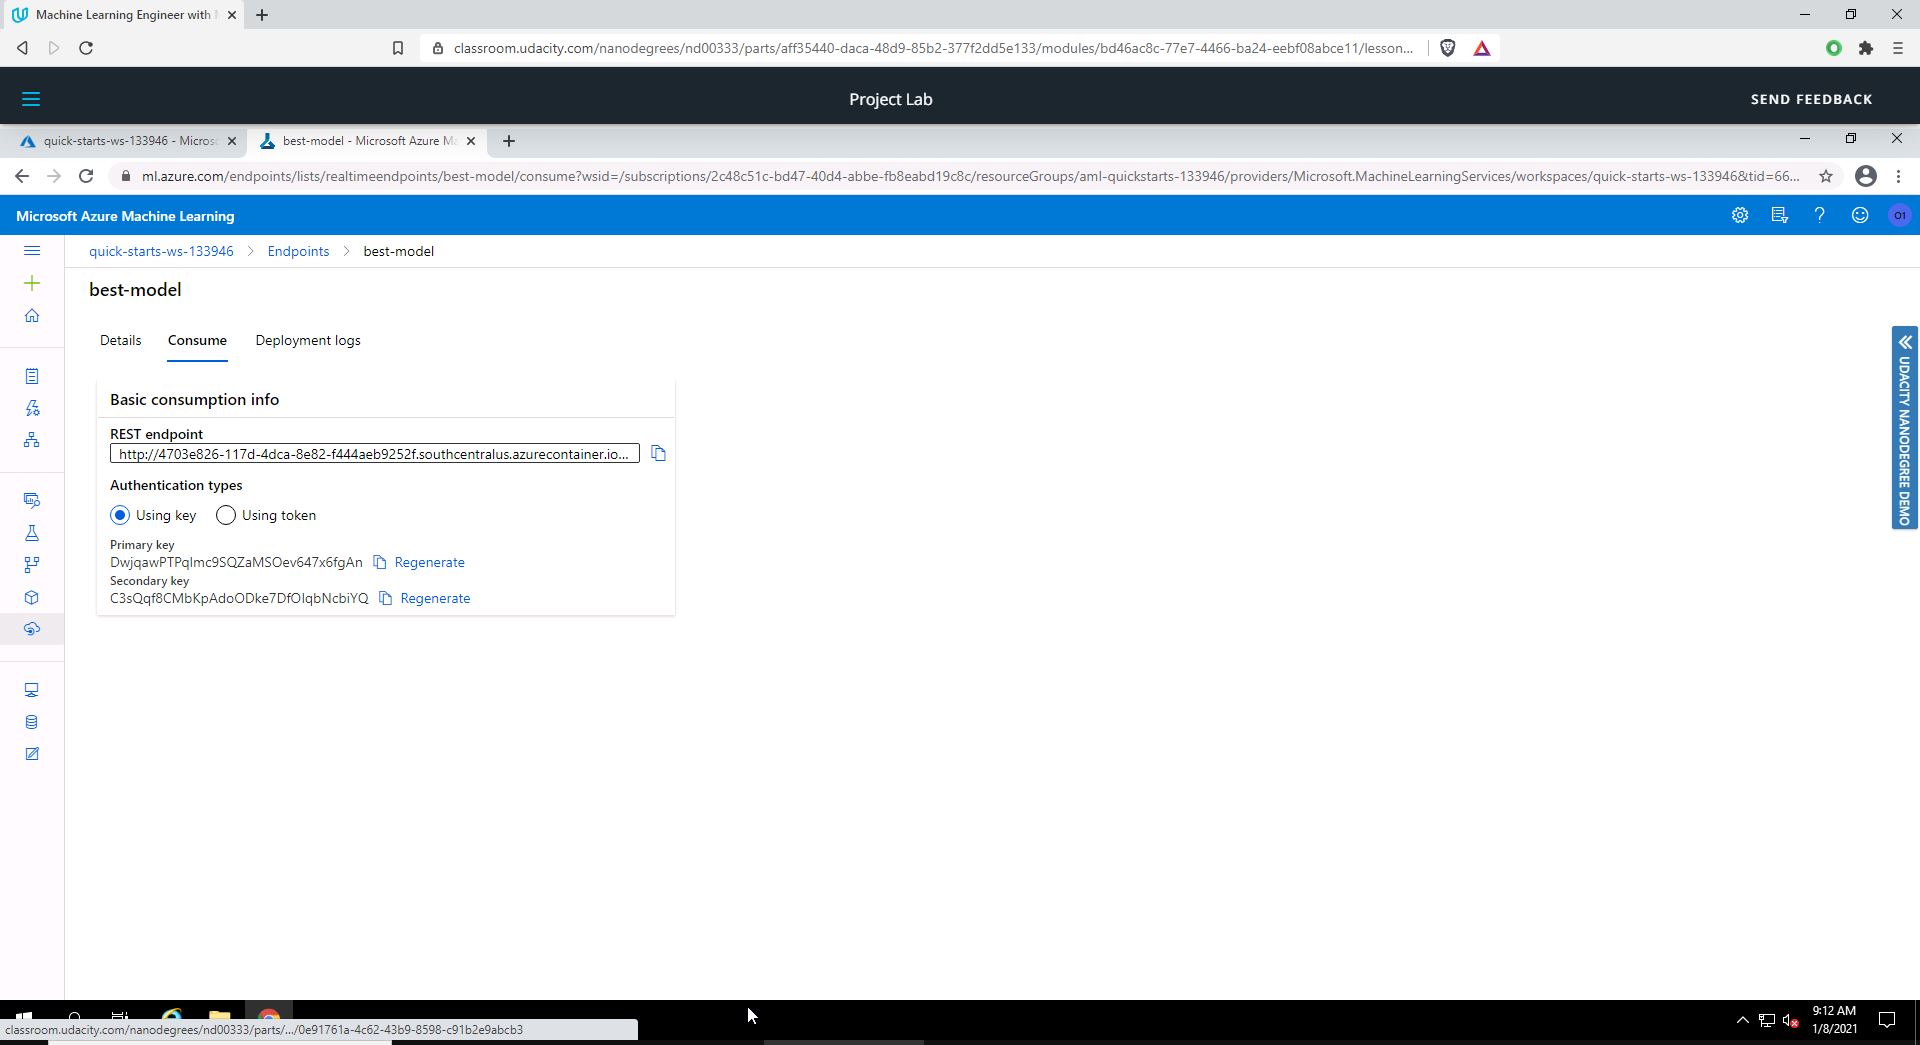 Machine Learning Engineer with
classroom.udacity.com/nanodegrees/nd00333/parts/aff35440-daca-48d9-85b2-377f2dd5e133/modules/bd46ac8c-77e7-4466-ba24-eebf08abce11/lesson...
Project Lab
SEND FEEDBACK
quick-starts-ws-133946 - Micros
best-model - Microsoft Azure Ma
ml.azure.com/endpoints/lists/realtimeendpoints/best-model/consume?wsid=/subscriptions/2c48c51c-bd47-40d4-abbe-fb8eabd19c8c/resourceGroups/aml-quickstarts-133946/providers/Microsoft.MachineLearningServices/workspaces/quick-starts-ws-133946&tid=66...
Microsoft Azure Machine Learning
O1
quick-starts-ws-133946 > Endpoints > best-model
best-model
Details Consume Deployment logs
Basic consumption info
REST endpoint
http://4703e826-117d-4dca-8e82-f444aeb9252f.southcentralus.azurecontainer.io...
Authentication types
Using key Using token
Primary key
DwjqawPTPqImc9SQZaMSOev647x6fgAn Regenerate
Secondary key
C3sQqf8CMbKpAdoODke7DfOIqbNcbiYQ Regenerate
UDACITY NANODEGREE DEMO
classroom.udacity.com/nanodegrees/nd00333/parts/.../0e91761a-4c62-43b9-8598-c91b2e9abcb3
9:12 AM
1/8/2021